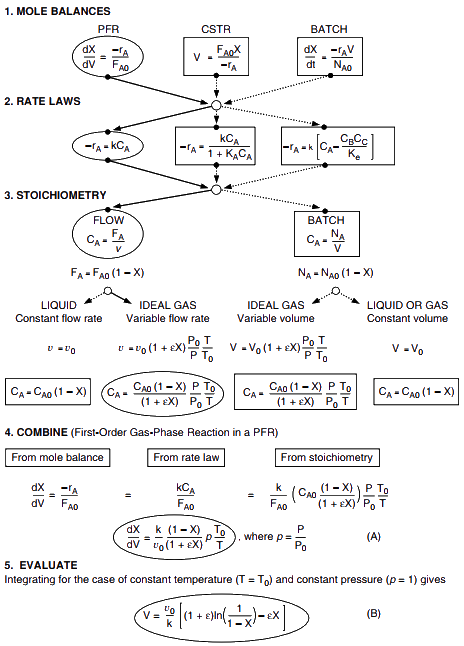 1. MOLE BALANCES
PFR CSTR BATCH
dX/dV = −rA/FA0 V = FA0X/−rA dX/dt = −rAV/NA0
2. RATE LAWS
−rA = kCA −rA = kCA/1 + KACA −rA = k [CA − CBCC/Ke]
3. STOICHIOMETRY
FLOW BATCH
CA = FA/v CA = NA/V
FA = FA0 (1 − X) NA = NA0 (1 − X)
LIQUID IDEAL GAS IDEAL GAS LIQUID OR GAS
Constant flow rate Variable flow rate Variable volume Constant volume
υ = υ0 υ = υ0 (1 + εX) P0/P T/T0 V = V0 (1 + εX) P0/P T/T0 V = V0
CA = CA0 (1 − X) CA = CA0 (1 − X)/(1 + εX) P/P0 T0/T CA = CA0 (1 − X)/(1 + εX) P/P0 T0/T CA = CA0 (1 − X)
4. COMBINE (First-Order Gas-Phase Reaction in a PFR)
From mole balance From rate law From stoichiometry
dX/dV = −rA/FA0 = kCA/FA0 = k/FA0 (CA0 (1 − X)/(1 + εX)) P/P0 T0/T
dX/dV = k/υ0 (1 − X)/(1 + εX) p T0/T , where p = P/P0 (A)
5. EVALUATE
Integrating for the case of constant temperature (T = T0) and constant pressure (p = 1) gives
V = υ0/k [(1 + ε)ln(1/1 − X) − εX] (B)